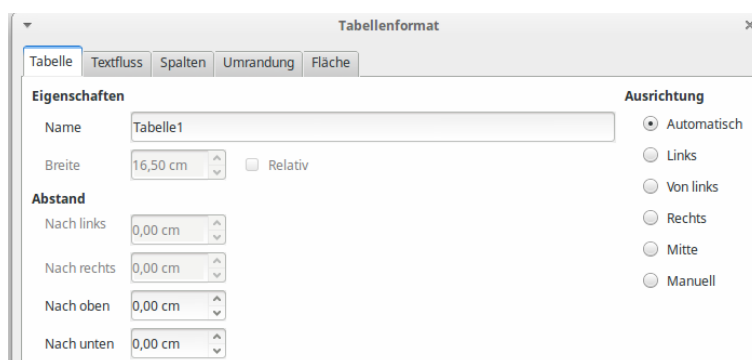 Tabellenformat
Tabelle Textfluss Spalten Umrandung Fläche
Eigenschaften
Name Tabelle1
Breite 16,50 cm Relativ
Abstand
Nach links 0,00 cm
Nach rechts 0,00 cm
Nach oben 0,00 cm
Nach unten 0,00 cm
Ausrichtung
Automatisch
Links
Von links
Rechts
Mitte
Manuell